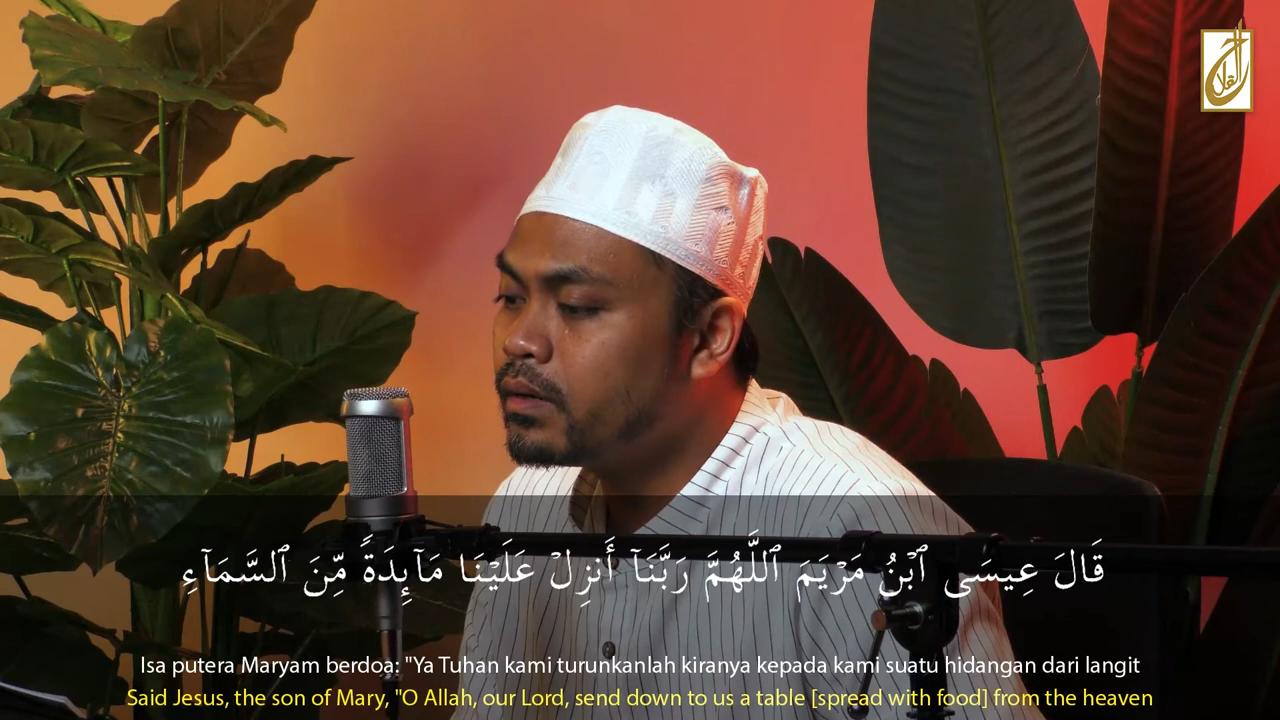 قَالَ عِيسَى ٱبْنُ مَرْيَمَ ٱللَّهُمَّ رَبَّنَآ أَنزِلْ عَلَيْنَا مَآئِدَةً مِّنَ ٱلسَّمَآءِ
Isa putera Maryam berdoa: "Ya Tuhan kami turunkanlah kiranya kepada kami suatu hidangan dari langit
Said Jesus, the son of Mary, "O Allah, our Lord, send down to us a table [spread with food] from the heaven